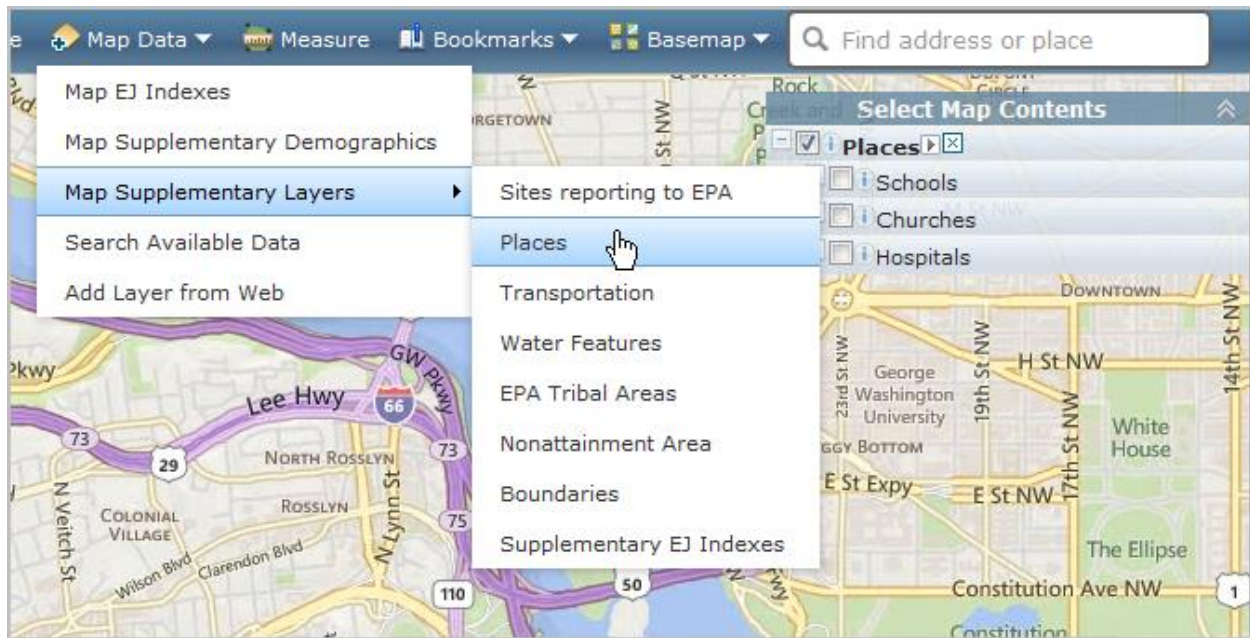 e Map Data Measure Bookmarks Basemap Find address or place
Map EJ Indexes
Map Supplementary Demographics
Map Supplementary Layers
Search Available Data
Add Layer from Web
Sites reporting to EPA
Places
Transportation
Water Features
EPA Tribal Areas
Nonattainment Area
Boundaries
Supplementary EJ Indexes
Select Map Contents
Places
Schools
Churches
Hospitals
Rock
St NW
DOWNTOWN
14th St NW
H St NW
23rd St NW
George
Washington
University
19th St NW
17th St NW
White
House
E St Expy
E St NW
The Ellipse
Constitution Ave NW
1
Constitution
GW Pkwy
Lee Hwy
66
73
29
NORTH ROSSLYN
73
N Veitch St
COLONIAL
VILLAGE
ROSSLYN
N Lynn St
75
Wilson Blvd
Clarendon Blvd
110
50